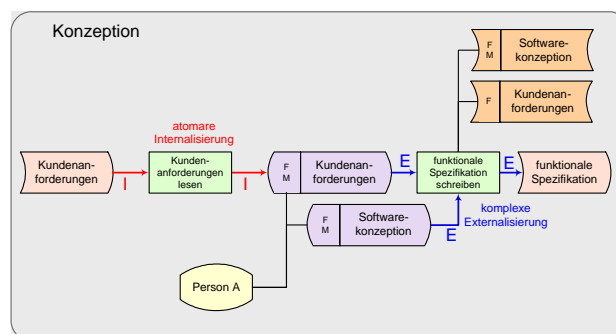 Konzeption
F
M
Software-
konzeption
F
Kundenan-
forderungen
atomare
Internalisierung
Kundenan-
forderungen
I
Kunden-
anforderungen
lesen
I
F
M
Kundenan-
forderungen
E
funktionale
Spezifikation
schreiben
E
funktionale
Spezifikation
F
M
Software-
konzeption
E
komplexe
Externalisierung
Person A